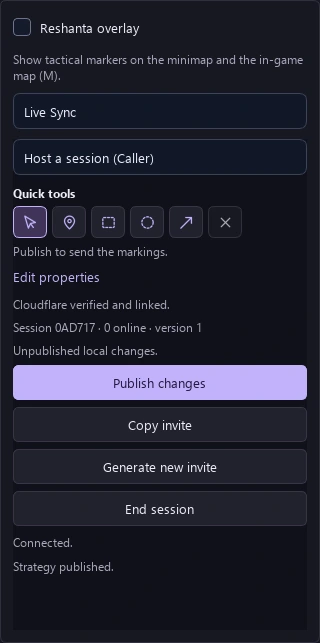 Reshanta overlay
Show tactical markers on the minimap and the in-game
map (M).
Live Sync
Host a session (Caller)
Quick tools
Publish to send the markings.
Edit properties
Cloudflare verified and linked.
Session 0AD717 · 0 online · version 1
Unpublished local changes.
Publish changes
Copy invite
Generate new invite
End session
Connected.
Strategy published.